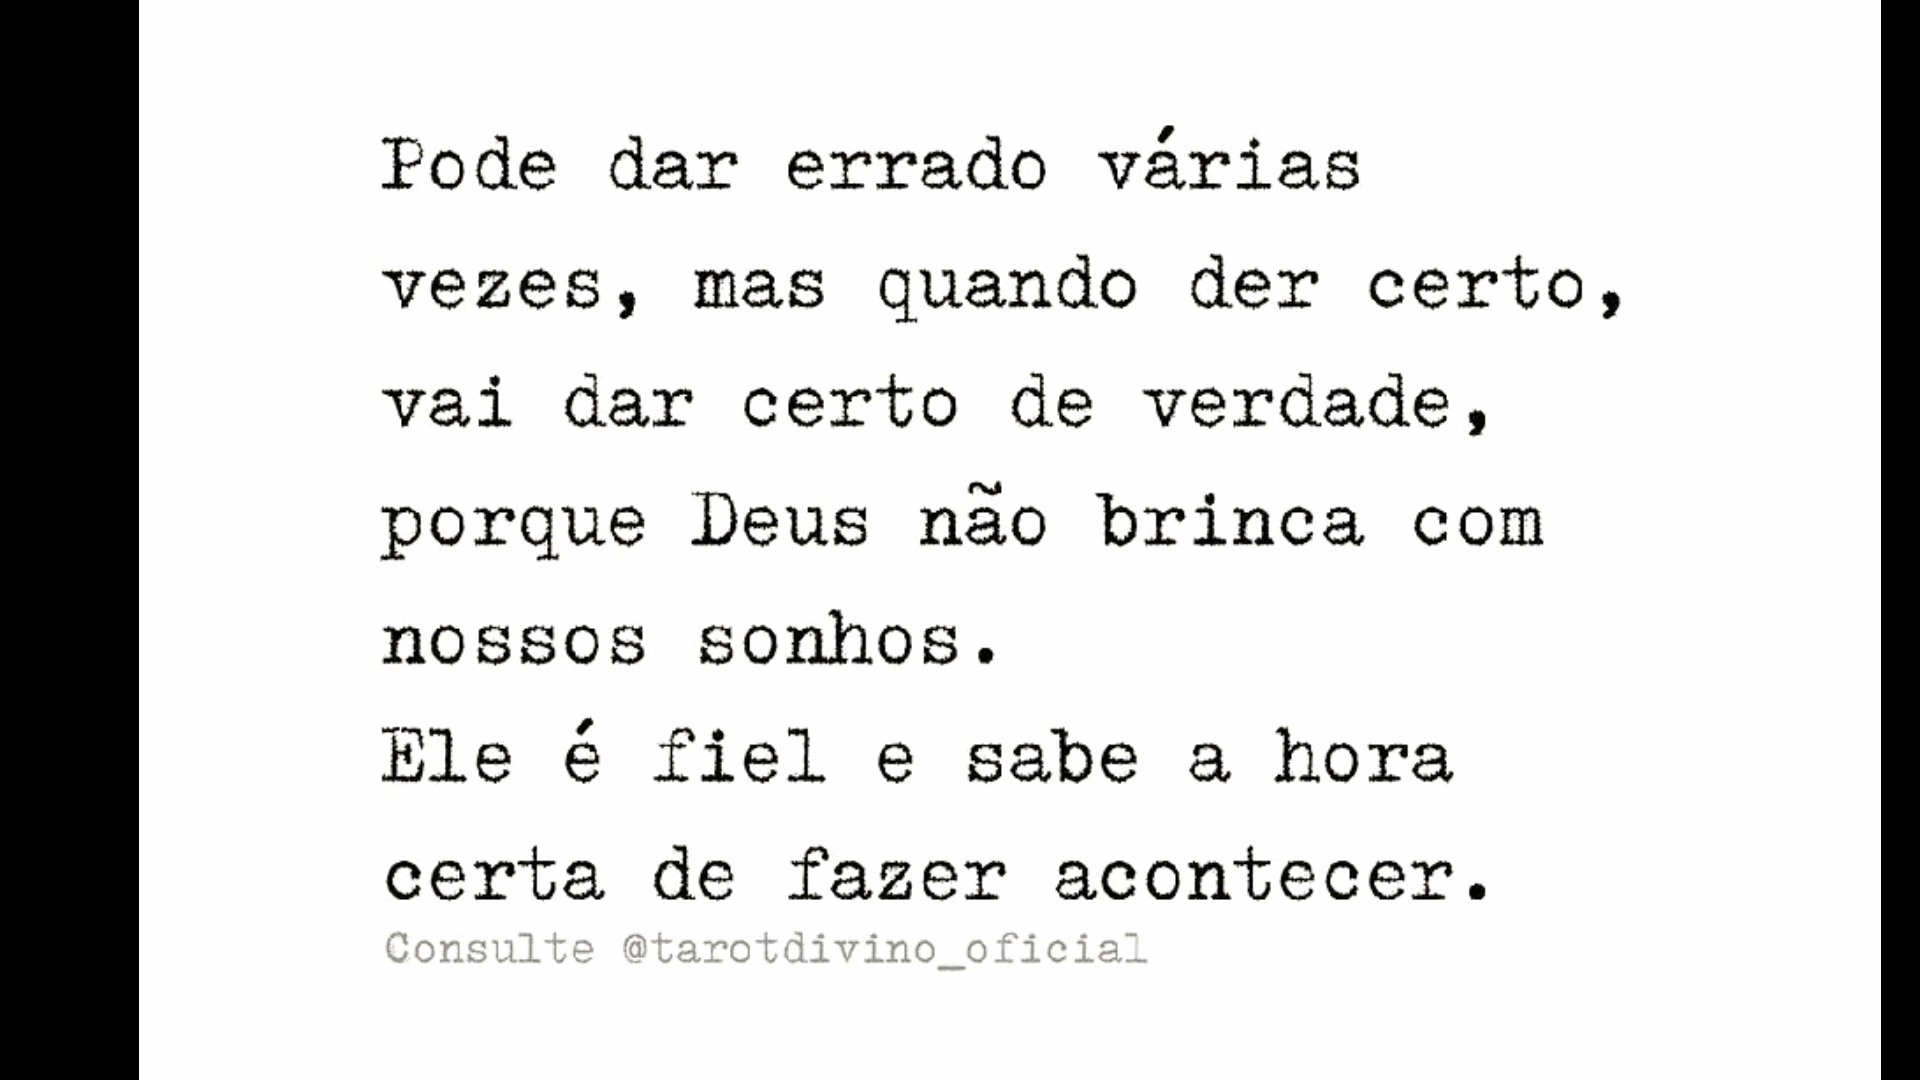 Pode dar errado várias
vezes, mas quando der certo,
vai dar certo de verdade,
porque Deus não brinca com
nossos sonhos.
Ele é fiel e sabe a hora
certa de fazer acontecer.
Consulte @tarotdivino_oficial